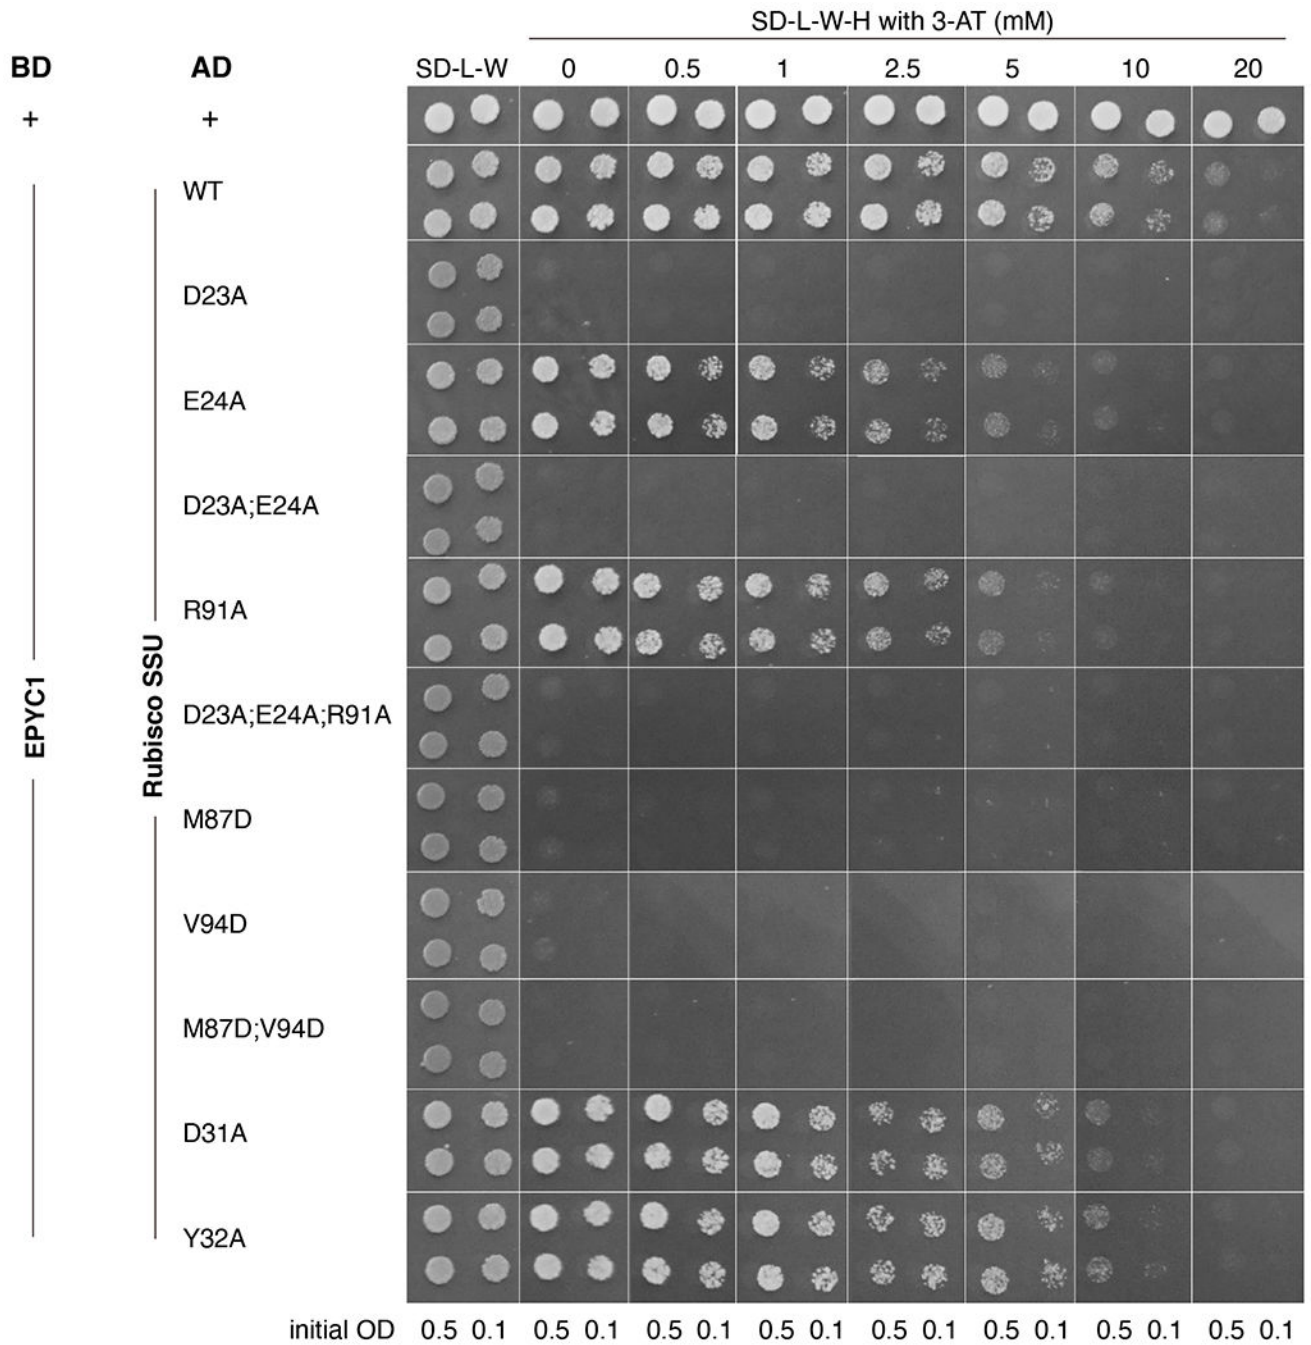 SD-L-W-H with 3-AT (mM)
BD AD SD-L-W 0 0.5 1 2.5 5 10 20
+ +
WT
D23A
E24A
D23A;E24A
R91A
EPYC1
Rubisco SSU
D23A;E24A;R91A
M87D
V94D
M87D;V94D
D31A
Y32A
initial OD 0.5 0.1 0.5 0.1 0.5 0.1 0.5 0.1 0.5 0.1 0.5 0.1 0.5 0.1 0.5 0.1